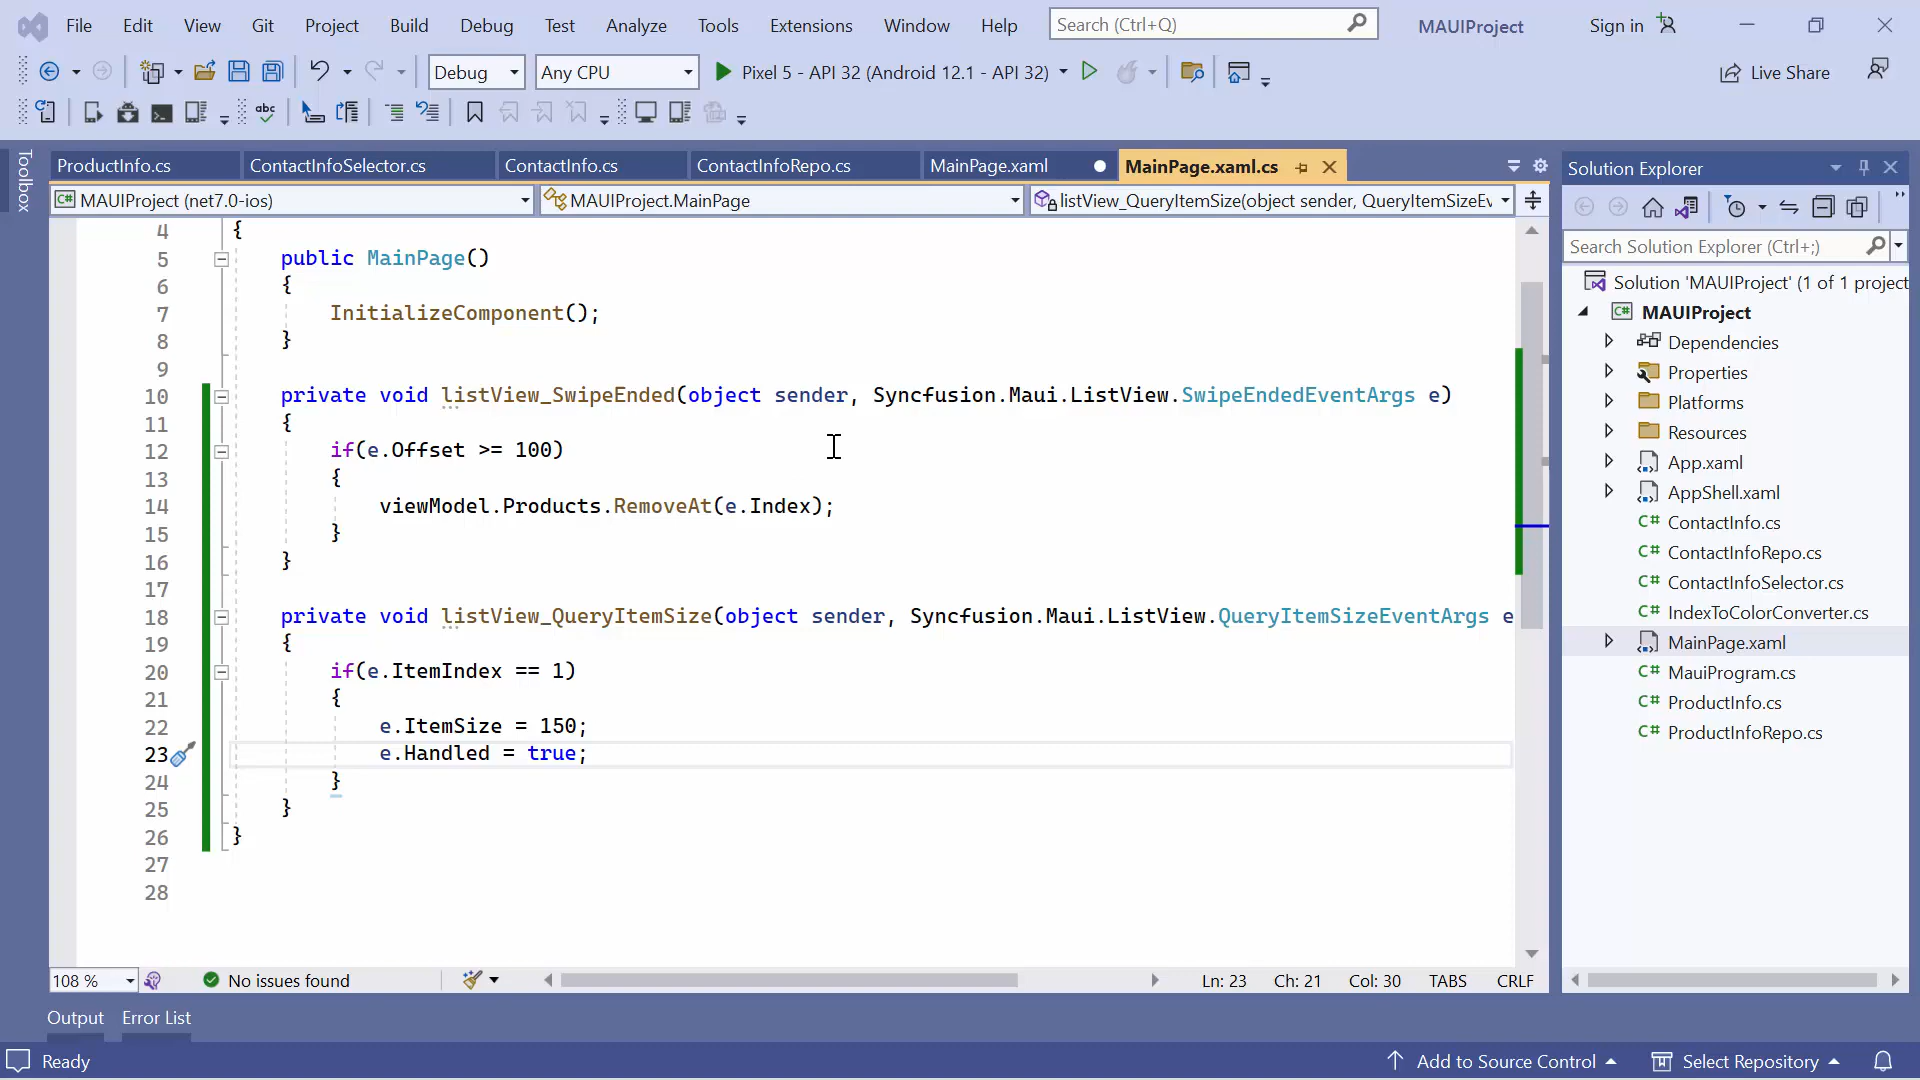 File Edit View Git Project Build Debug Test Analyze Tools Extensions Window Help Search (Ctrl+Q) MAUIProject Sign in
Debug Any CPU Pixel 5 - API 32 (Android 12.1 - API 32) Live Share
abc
Toolbox
ProductInfo.cs ContactInfoSelector.cs ContactInfo.cs ContactInfoRepo.cs MainPage.xaml MainPage.xaml.cs
MAUIProject (net7.0-ios) MAUIProject.MainPage listView_QueryItemSize(object sender, QueryItemSizeEv
4 {
5 public MainPage()
6 {
7 InitializeComponent();
8 }
9
10 private void listView_SwipeEnded(object sender, Syncfusion.Maui.ListView.SwipeEndedEventArgs e)
11 {
12 if(e.Offset >= 100)
13 {
14 viewModel.Products.RemoveAt(e.Index);
15 }
16 }
17
18 private void listView_QueryItemSize(object sender, Syncfusion.Maui.ListView.QueryItemSizeEventArgs e
19 {
20 if(e.ItemIndex == 1)
21 {
22 e.ItemSize = 150;
23 e.Handled = true;
24 }
25 }
26 }
27
28
108 % No issues found Ln: 23 Ch: 21 Col: 30 TABS CRLF
Solution Explorer
Search Solution Explorer (Ctrl+;)
Solution 'MAUIProject' (1 of 1 project
MAUIProject
Dependencies
Properties
Platforms
Resources
App.xaml
AppShell.xaml
ContactInfo.cs
ContactInfoRepo.cs
ContactInfoSelector.cs
IndexToColorConverter.cs
MainPage.xaml
MauiProgram.cs
ProductInfo.cs
ProductInfoRepo.cs
Output Error List
Ready Add to Source Control Select Repository